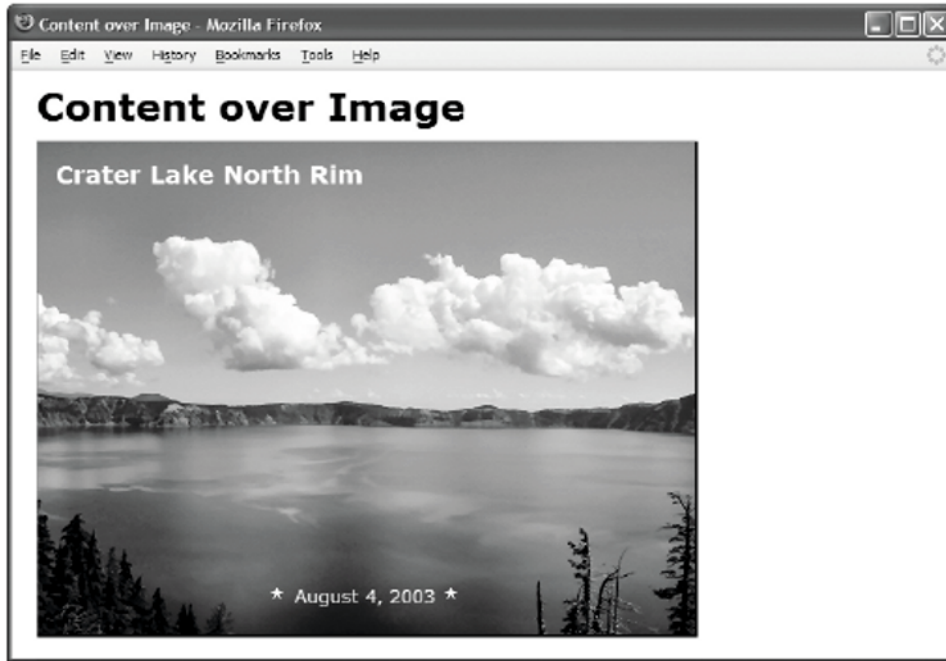 Content over Image - Mozilla Firefox
File Edit View History Bookmarks Tools Help
Content over Image
Crater Lake North Rim
* August 4, 2003 *